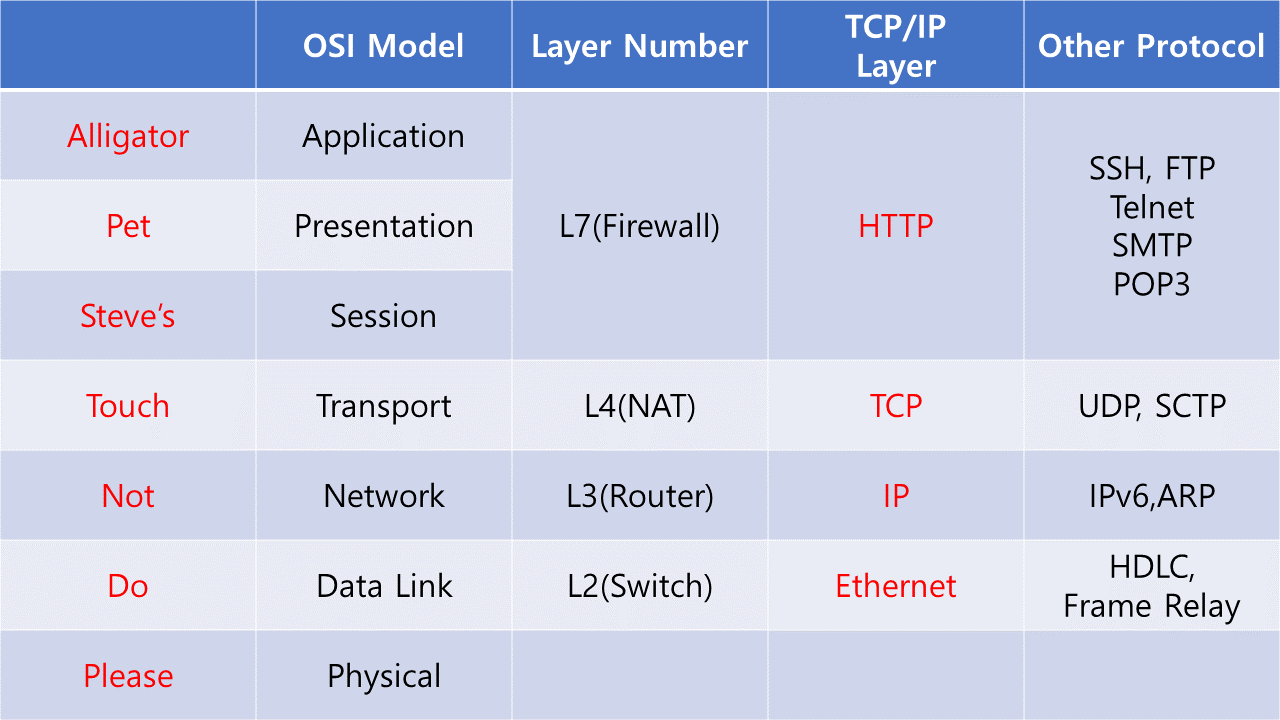 OSI Model
Layer Number
TCP/IP
Layer
Other Protocol
Alligator
Application
Pet
Presentation
Steve’s
Session
L7(Firewall)
HTTP
SSH, FTP
Telnet
SMTP
POP3
Touch
Transport
L4(NAT)
TCP
UDP, SCTP
Not
Network
L3(Router)
IP
IPv6,ARP
Do
Data Link
L2(Switch)
Ethernet
HDLC,
Frame Relay
Please
Physical